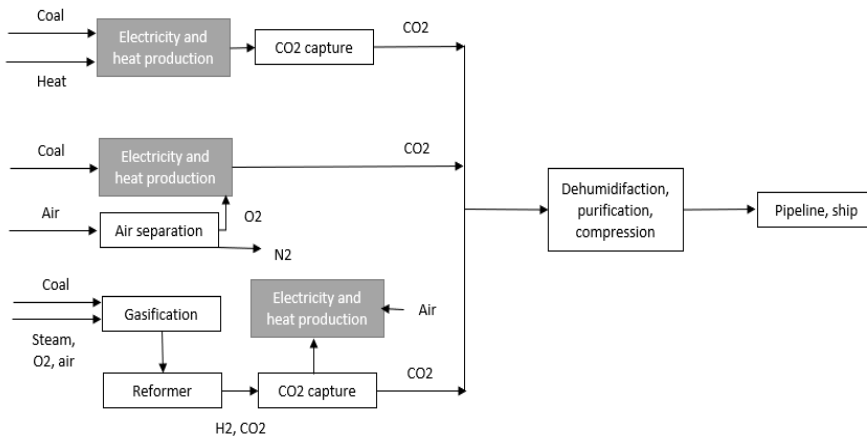 Coal
Electricity and
heat production
CO2 capture
CO2
Heat
Coal
Electricity and
heat production
CO2
Air
Air separation
O2
N2
Dehumidifaction,
purification,
compression
Pipeline, ship
Coal
Steam,
O2, air
Gasification
Electricity and
heat production
Air
Reformer
H2, CO2
CO2 capture
CO2